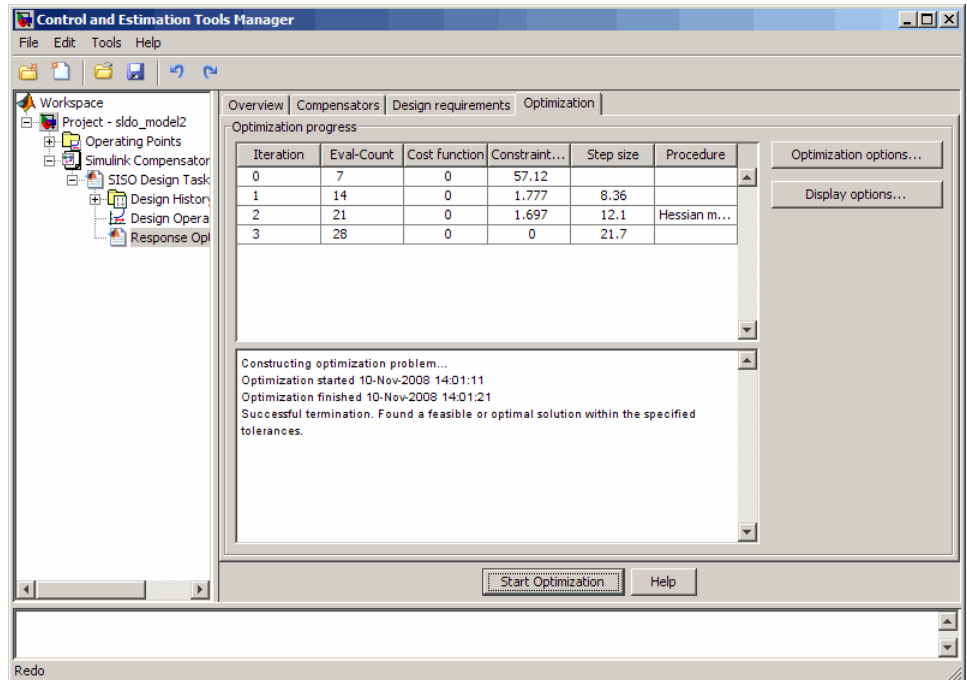 Control and Estimation Tools Manager
File Edit Tools Help
Workspace
Project - sldo_model2
Operating Points
Simulink Compensator
SISO Design Task
Design History
Design Opera
Response Opt
Overview Compensators Design requirements Optimization
Optimization progress
Iteration Eval-Count Cost function Constraint... Step size Procedure
0 7 0 57.12
1 14 0 1.777 8.36
2 21 0 1.697 12.1 Hessian m...
3 28 0 0 21.7
Optimization options...
Display options...
Constructing optimization problem...
Optimization started 10-Nov-2008 14:01:11
Optimization finished 10-Nov-2008 14:01:21
Successful termination. Found a feasible or optimal solution within the specified
tolerances.
Start Optimization Help
Redo